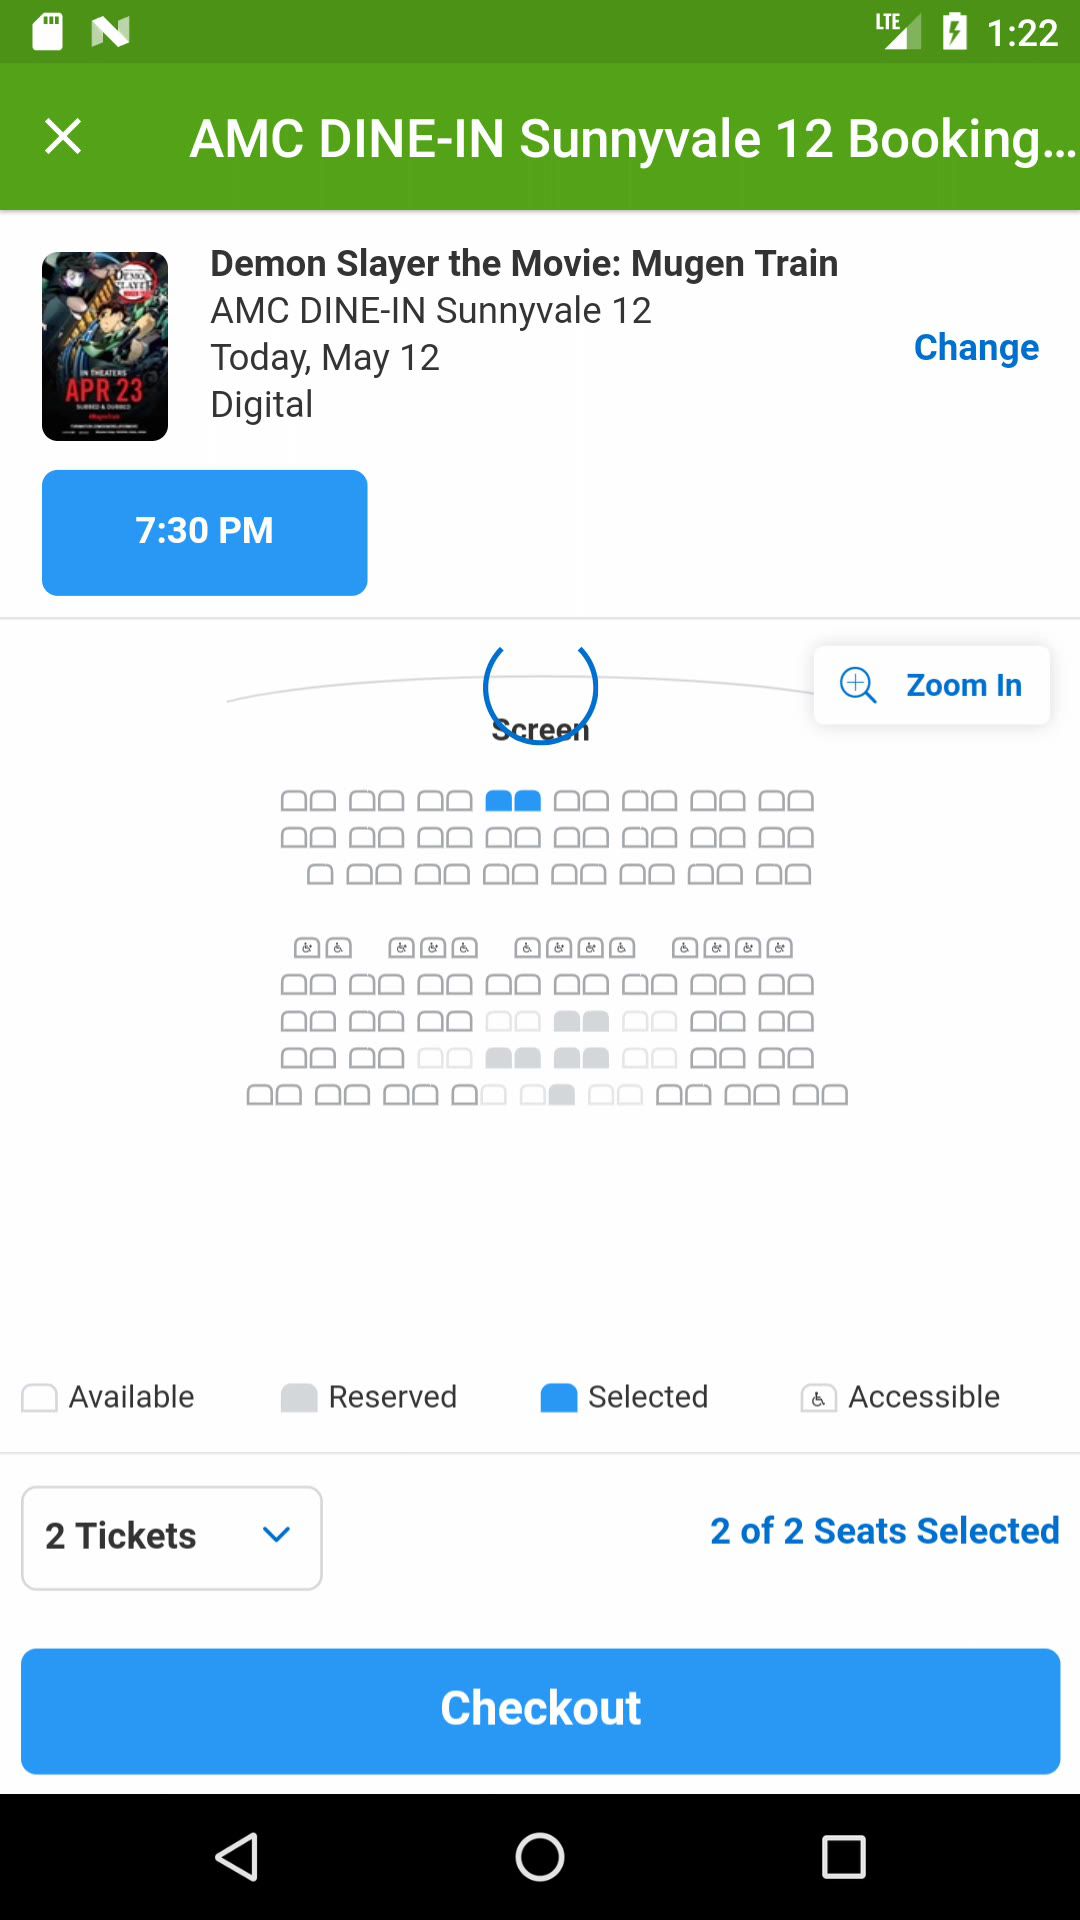 LTE 1:22
AMC DINE-IN Sunnyvale 12 Booking...
Demon Slayer the Movie: Mugen Train
AMC DINE-IN Sunnyvale 12
Today, May 12
Digital
Change
DEMON
SLAYER
MUGEN TRAIN
IN THEATERS
APR 23
SUBBED & DUBBED
7:30 PM
Zoom In
Screen
Available
Reserved
Selected
Accessible
2 Tickets
2 of 2 Seats Selected
Checkout